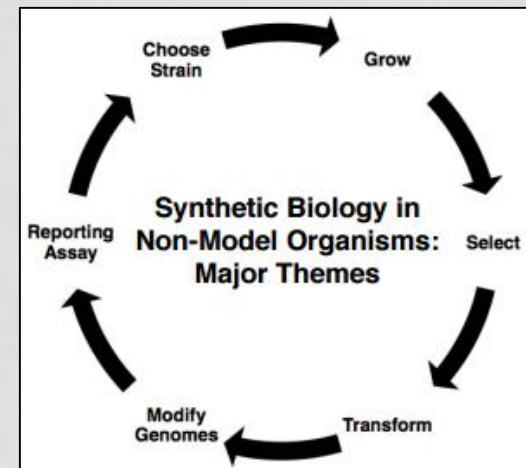 Choose
Strain
Grow
Synthetic Biology in
Non-Model Organisms:
Major Themes
Select
Reporting
Assay
Modify
Genomes
Transform